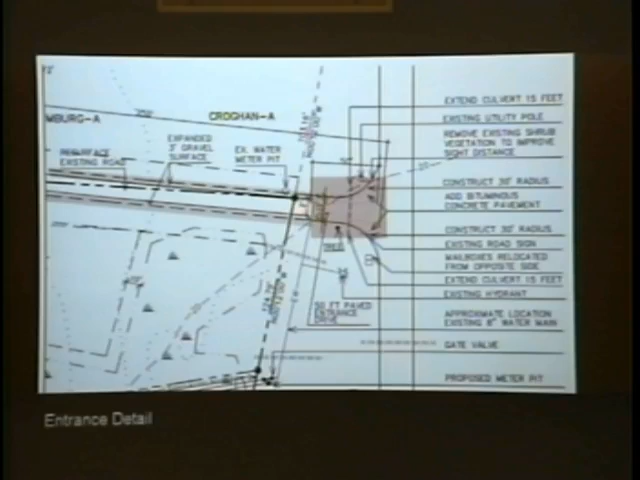 CROGHAN-A
MBURG-A
EXPANDED
3' GRAVEL
SURFACE
EX. WATER
METER PIT
RESURFACE
EXISTING ROAD
EXTEND CULVERT 15 FEET
EXISTING UTILITY POLE
REMOVE EXISTING SHRUB
VEGETATION TO IMPROVE
SIGHT DISTANCE
CONSTRUCT 30' RADIUS
ADD BITUMINOUS
CONCRETE PAVEMENT
CONSTRUCT 30' RADIUS
EXISTING ROAD SIGN
MAILBOXES RELOCATED
FROM OPPOSITE SIDE
EXTEND CULVERT 15 FEET
EXISTING HYDRANT
50 FT PAVED
ENTRANCE
DRIVE
APPROXIMATE LOCATION
EXISTING 8" WATER MAIN
GATE VALVE
PROPOSED METER PIT
Entrance Detail